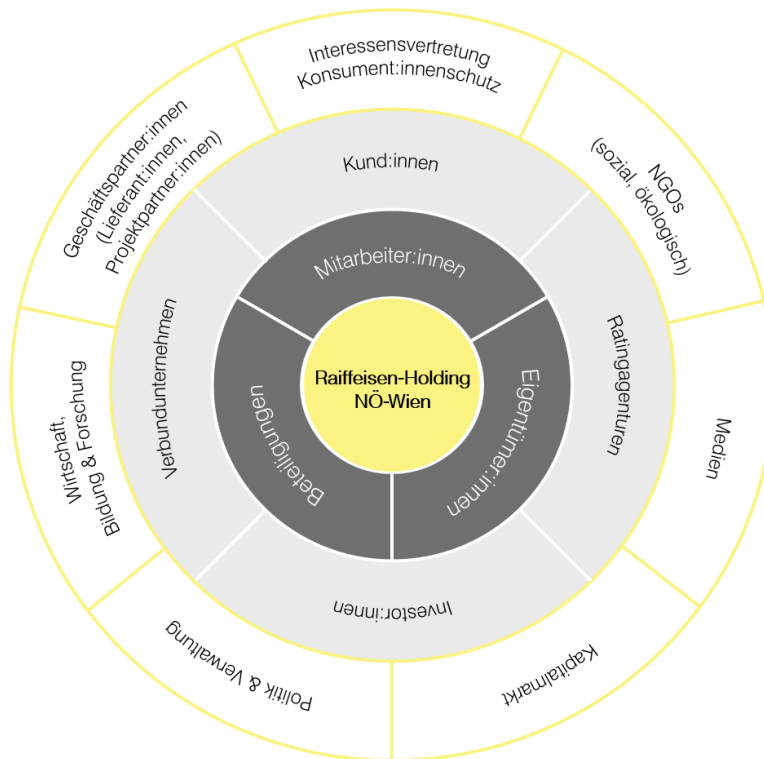 Interessensvertretung
Konsument:innenschutz
NGOs
(sozial, ökologisch)
Medien
Kapitalmarkt
Politik & Verwaltung
Wirtschaft,
Bildung & Forschung
Geschäftspartner:innen
(Lieferant:innen,
Projektpartner:innen)
Kund:innen
Ratingagenturen
Investor:innen
Verbundunternehmen
Mitarbeiter:innen
Eigentümer:innen
Beteiligungen
Raiffeisen-Holding
NÖ-Wien